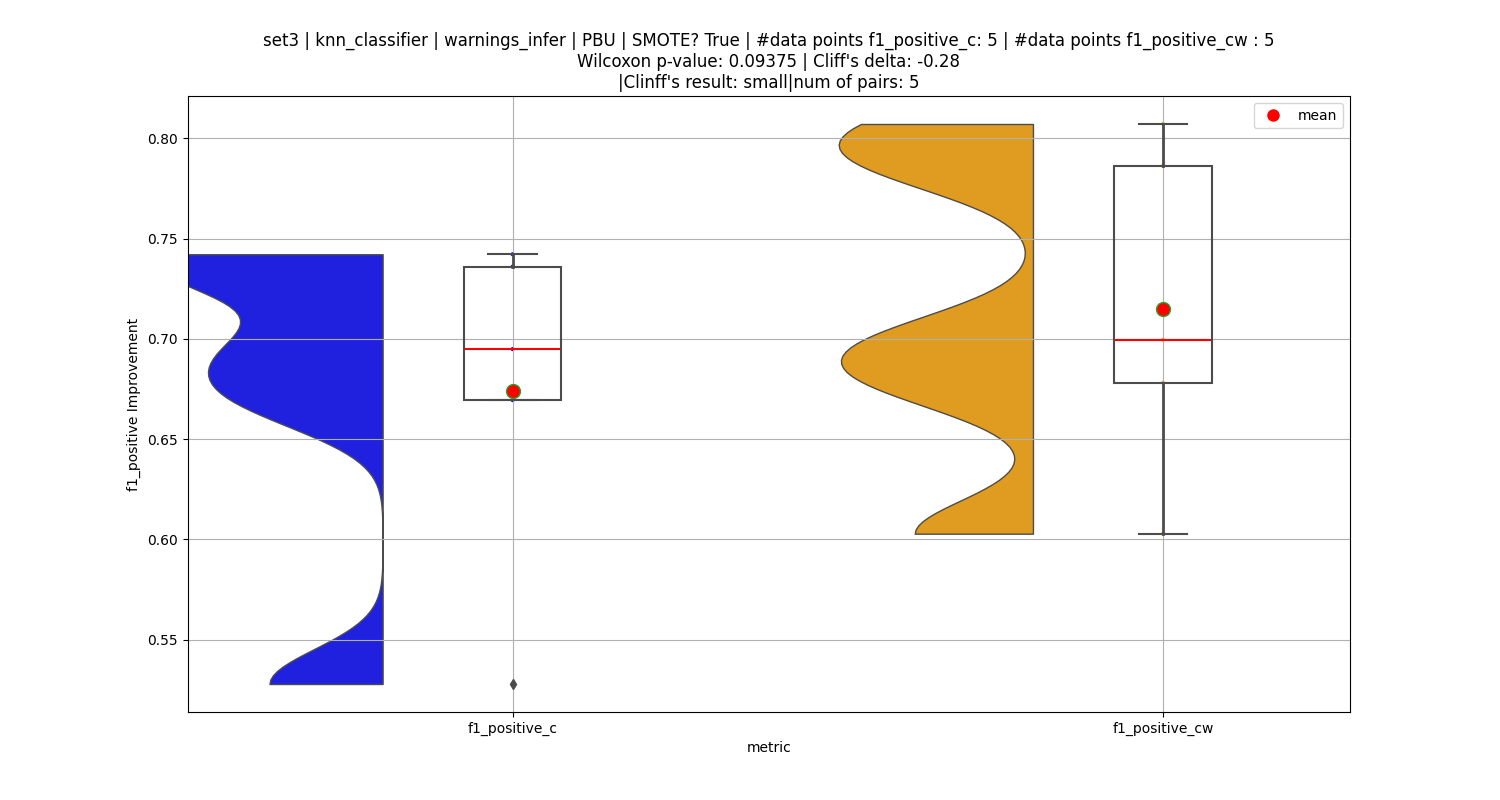 set3 | knn_classifier | warnings_infer | PBU | SMOTE? True | #data points f1_positive_c: 5 | #data points f1_positive_cw : 5
Wilcoxon p-value: 0.09375 | Cliff's delta: -0.28
|Clinff's result: small|num of pairs: 5
mean
0.80
0.75
0.70
0.65
0.60
0.55
f1_positive Improvement
f1_positive_c
f1_positive_cw
metric